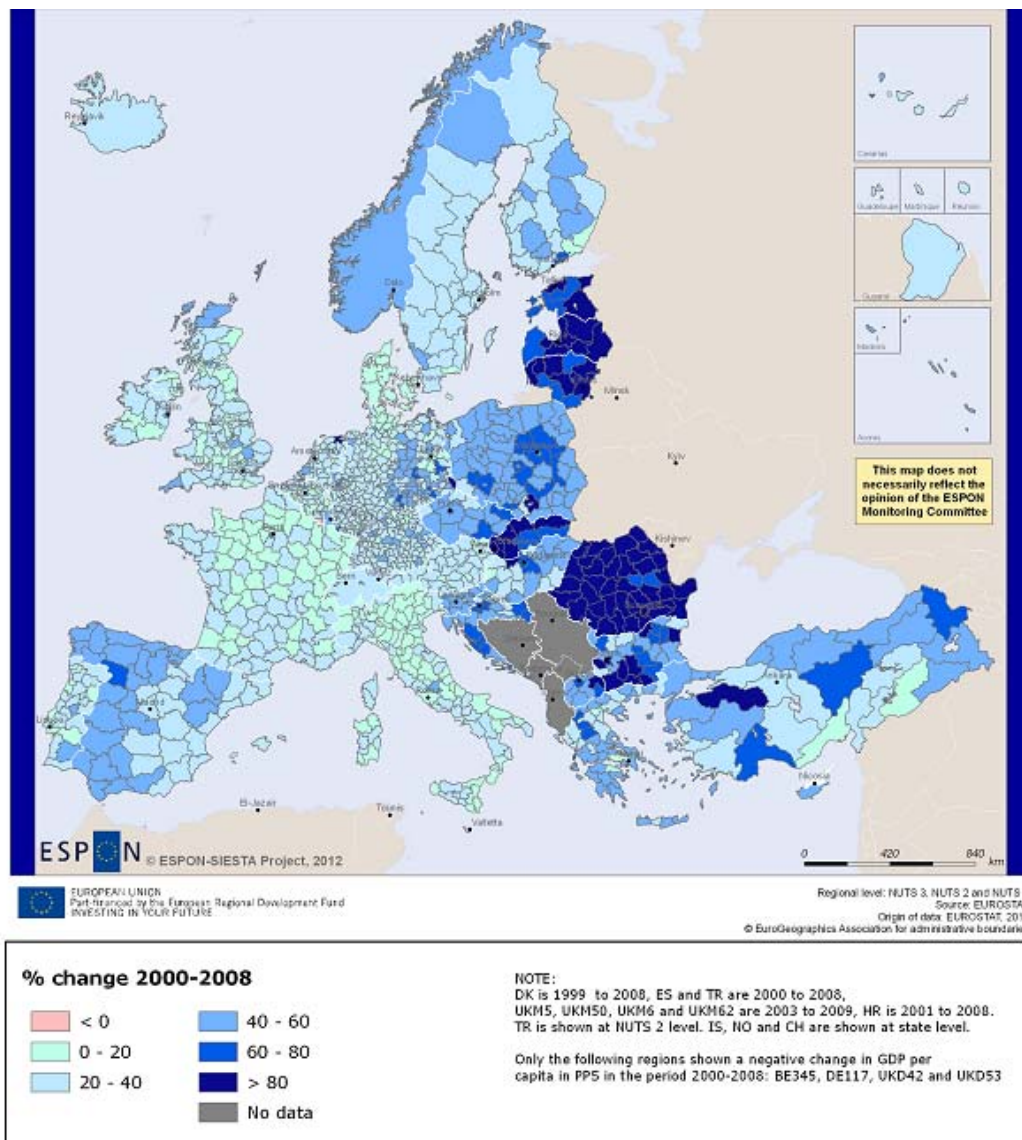 Reykjavik
Canarias
Guadeloupe
Martinique
Reunion
Guyane
Oslo
Madeira
Minsk
Acores
Kyiv
This map does not
necessarily reflect the
opinion of the ESPON
Monitoring Committee
Kishinev
Bern
Ankara
Madrid
Nicosia
El-Jazair
Tounis
Valletta
ESPON © ESPON-SIESTA Project, 2012
0 420 840
km
EUROPEAN UNION
Part-financed by the European Regional Development Fund
INVESTING IN YOUR FUTURE
Regional level: NUTS 3, NUTS 2 and NUTS
Source: EUROSTA
Origin of data: EUROSTAT, 201
© EuroGeographics Association for administrative boundarie
% change 2000-2008
< 0
0 - 20
20 - 40
40 - 60
60 - 80
> 80
No data
NOTE:
DK is 1999 to 2008, ES and TR are 2000 to 2008,
UKM5, UKM50, UKM6 and UKM62 are 2003 to 2009, HR is 2001 to 2008.
TR is shown at NUTS 2 level. IS, NO and CH are shown at state level.
Only the following regions shown a negative change in GDP per
capita in PPS in the period 2000-2008: BE345, DE117, UKD42 and UKD53